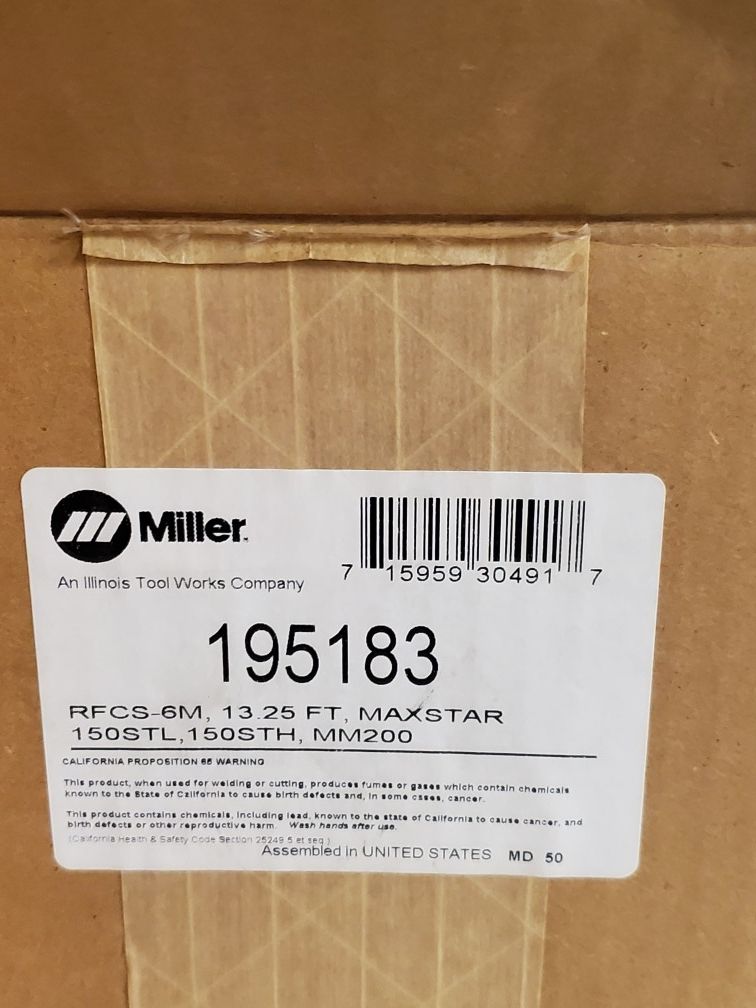 Miller
7 15959 30491 7
An Illinois Tool Works Company
195183
RFCS-6M, 13.25 FT, MAXSTAR
150STL,150STH, MM200
CALIFORNIA PROPOSITION 65 WARNING
This product, when used for welding or cutting, produces fumes or gases which contain chemicals
known to the State of California to cause birth defects and, in some cases, cancer.
This product contains chemicals, including lead, known to the state of California to cause cancer, and
birth defects or other reproductive harm. Wash hands after use.
(California Health & Safety Code Section 25249.5 et seq.)
Assembled in UNITED STATES MD 50